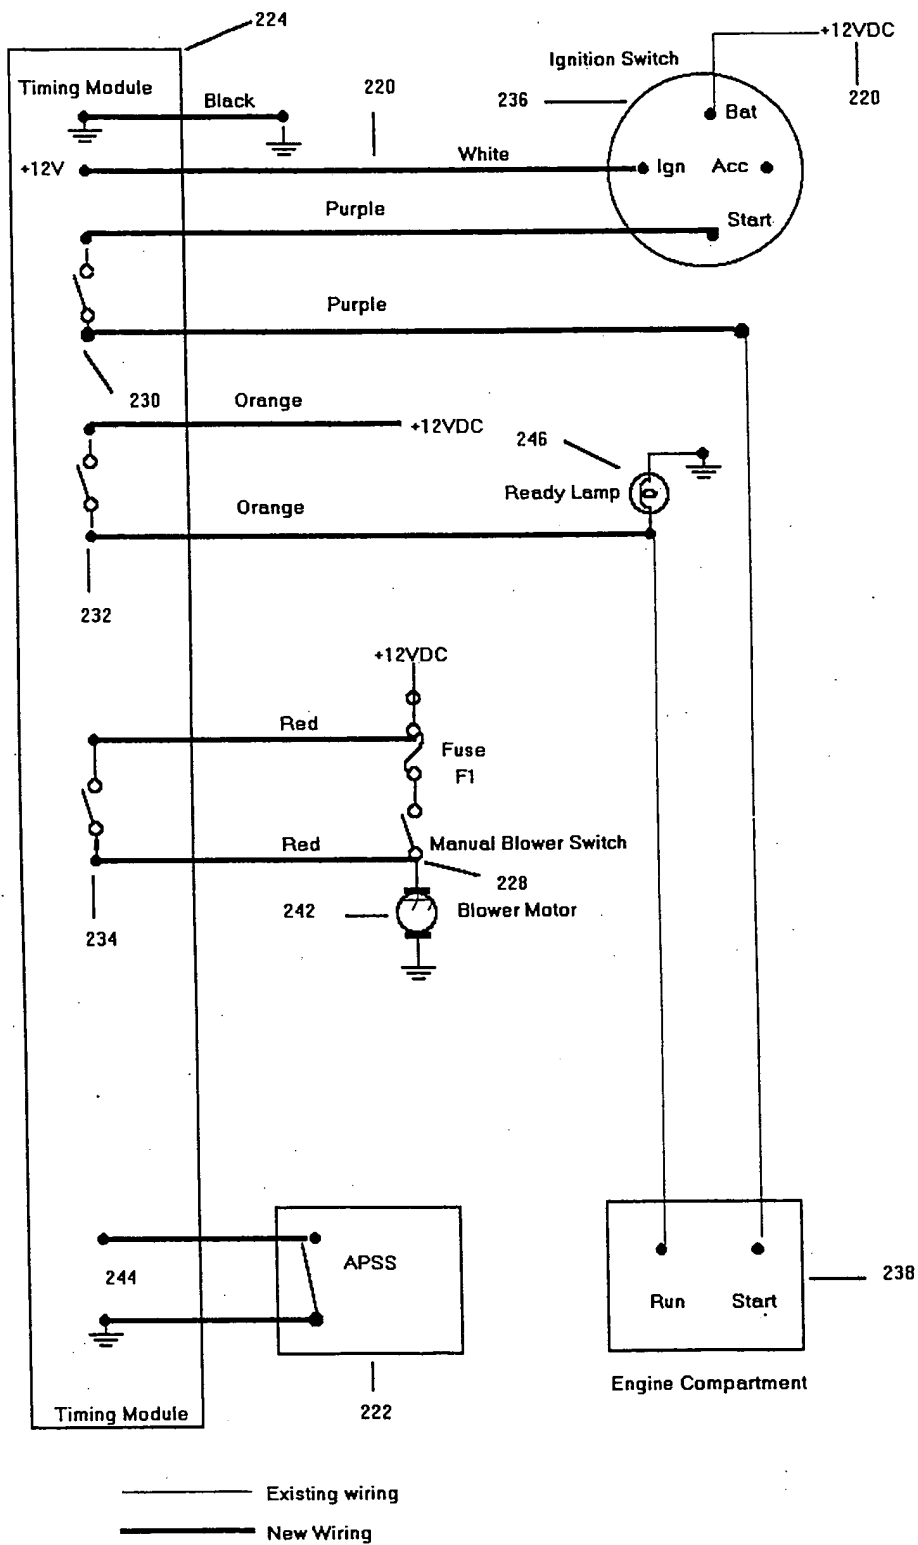 224
+12VDC
Ignition Switch
Timing Module
220
236
220
Black
Bat
+12V
White
Ign
Acc
Purple
Start
Purple
230
Orange
+12VDC
246
Ready Lamp
Orange
232
+12VDC
Red
Fuse
F1
Red
Manual Blower Switch
228
242
Blower Motor
234
244
APSS
238
Run
Start
Engine Compartment
222
Timing Module
Existing wiring
New Wiring